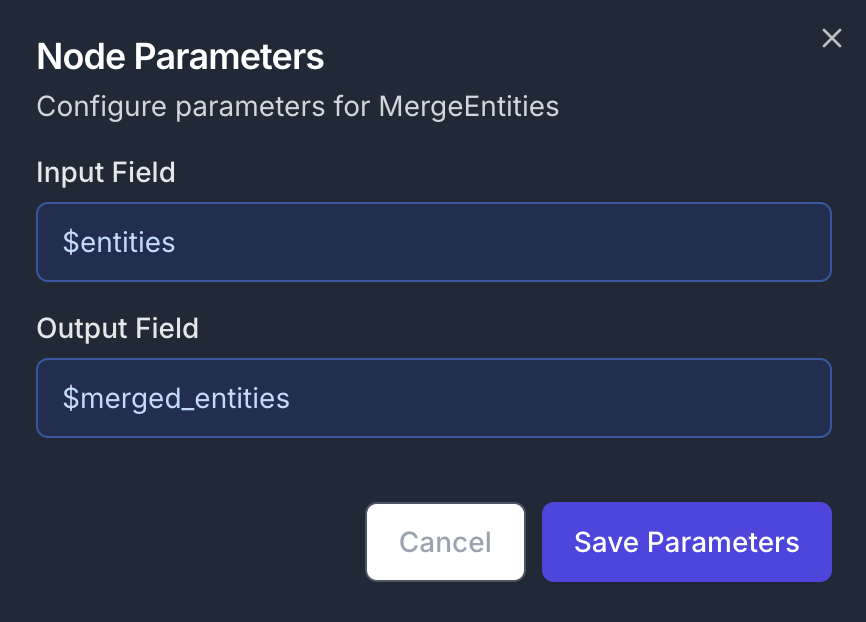 Node Parameters
Configure parameters for MergeEntities
Input Field
$entities
Output Field
$merged_entities
Cancel
Save Parameters